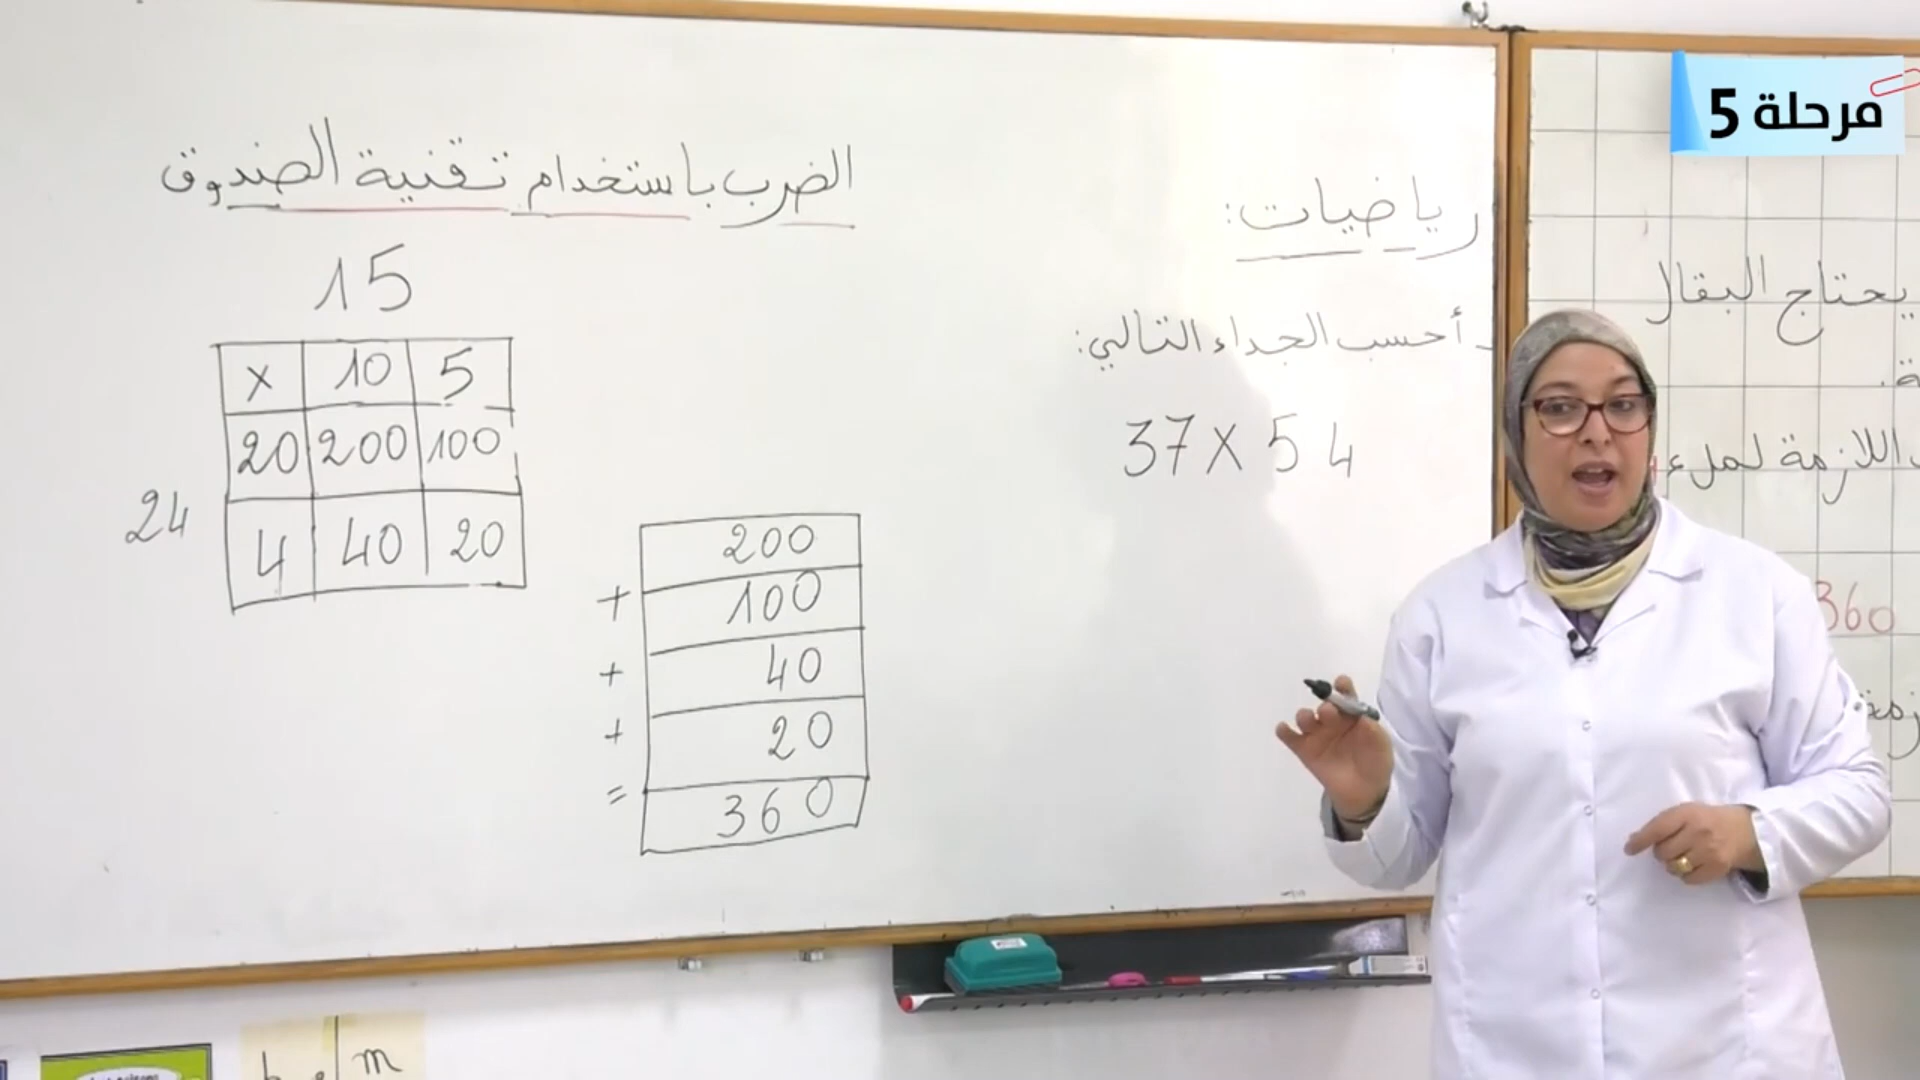 مرحلة 5
رياضيات:
- أحسب الجداء التالي:
37 x 54
الضرب باستخدام تقنية الصندوق
15
x 10 5
20 200 100
24
4 40 20
200
+ 100
+ 40
+ 20
= 360
يحتاج البقال
ة.
اللازمة لملء
360
m